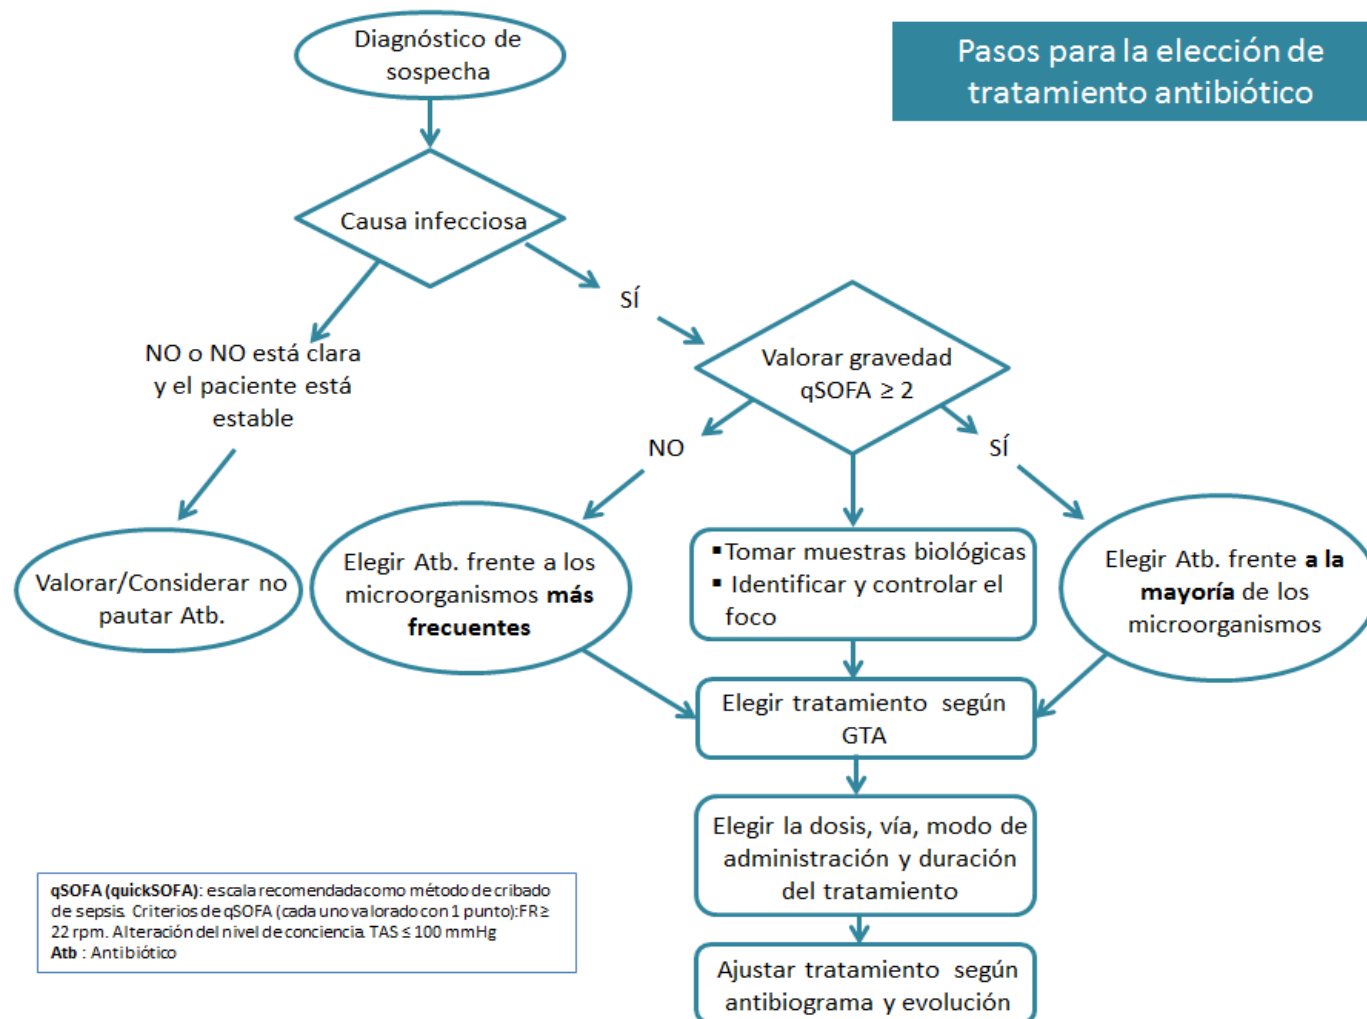 Pasos para la elección de
tratamiento antibiótico
Diagnóstico de
sospecha
Causa infecciosa
SÍ
NO o NO está clara
y el paciente está
estable
Valorar gravedad
qSOFA ≥ 2
NO
SÍ
Valorar/Considerar no
pautar Atb.
Elegir Atb. frente a los
microorganismos más
frecuentes
▪Tomar muestras biológicas
▪ Identificar y controlar el
foco
Elegir Atb. frente a la
mayoría de los
microorganismos
Elegir tratamiento según
GTA
Elegir la dosis, vía, modo de
administración y duración
del tratamiento
Ajustar tratamiento según
antibiograma y evolución
qSOFA (quickSOFA): escala recomendada como método de cribado
de sepsis. Criterios de qSOFA (cada uno valorado con 1 punto):FR ≥
22 rpm. Alteración del nivel de conciencia. TAS ≤ 100 mmHg
Atb : Antibiótico